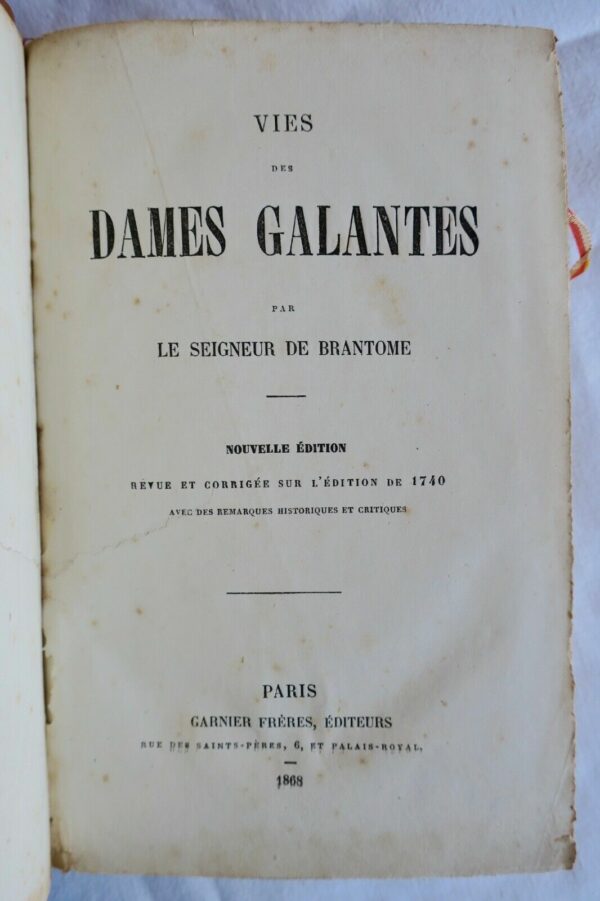 VIES
DES
DAMES GALANTES
PAR
LE SEIGNEUR DE BRANTOME
NOUVELLE ÉDITION
REVUE ET CORRIGÉE SUR L'ÉDITION DE 1740
AVEC DES REMARQUES HISTORIQUES ET CRITIQUES
PARIS
GARNIER FRÈRES, ÉDITEURS
RUE DES SAINTS-PÈRES, 6, ET PALAIS-ROYAL,
1868